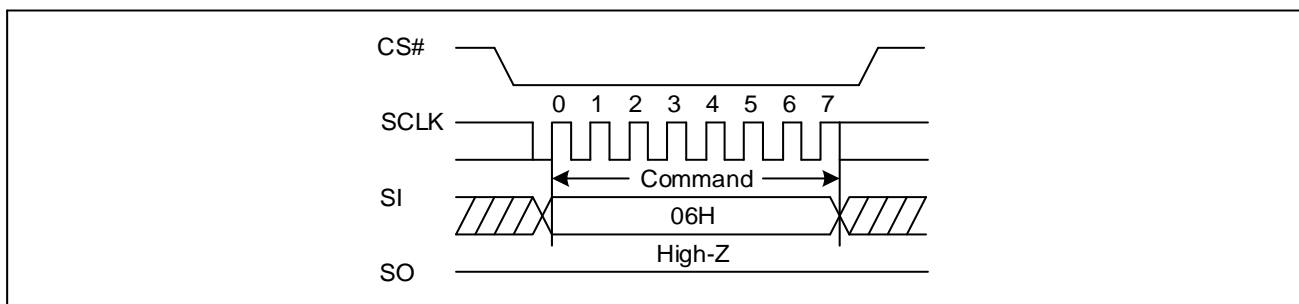 CS#
0 1 2 3 4 5 6 7
SCLK
Command
SI
06H
High-Z
SO